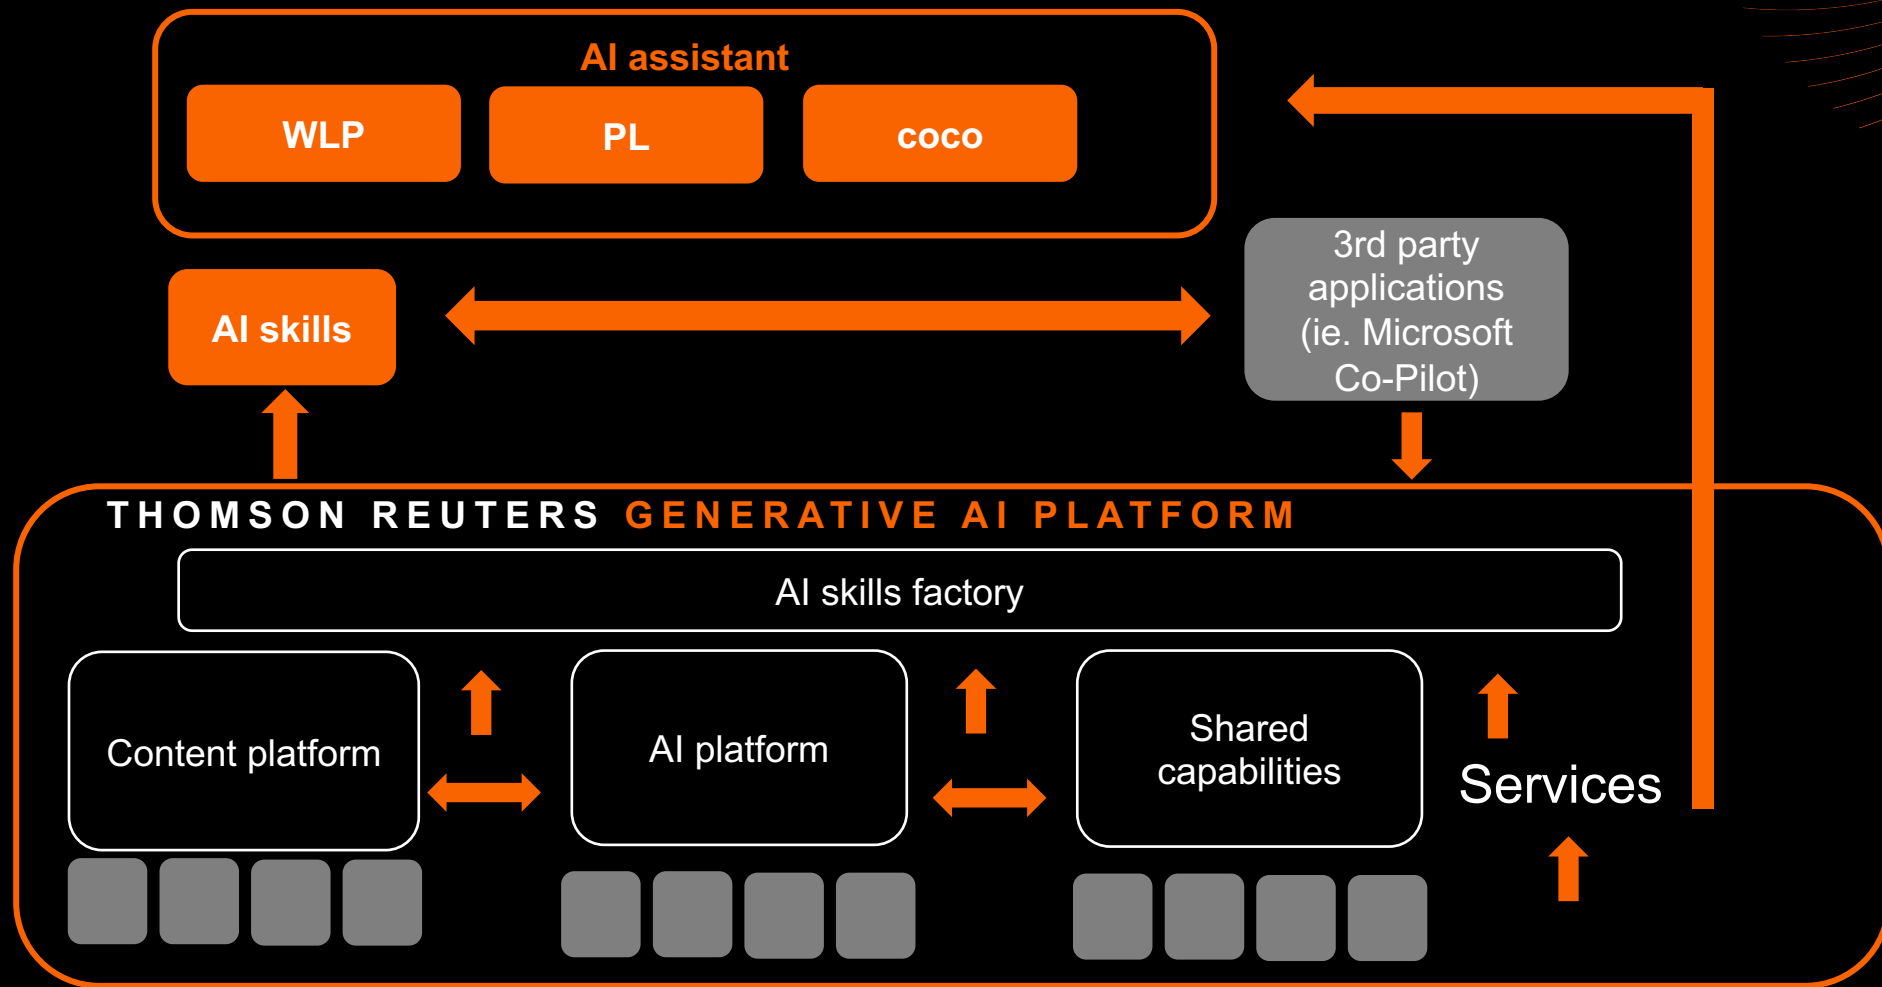 AI assistant
WLP
PL
coco
3rd party
applications
(ie. Microsoft
Co-Pilot)
AI skills
THOMSON REUTERS GENERATIVE AI PLATFORM
AI skills factory
Content platform
AI platform
Shared
capabilities
Services